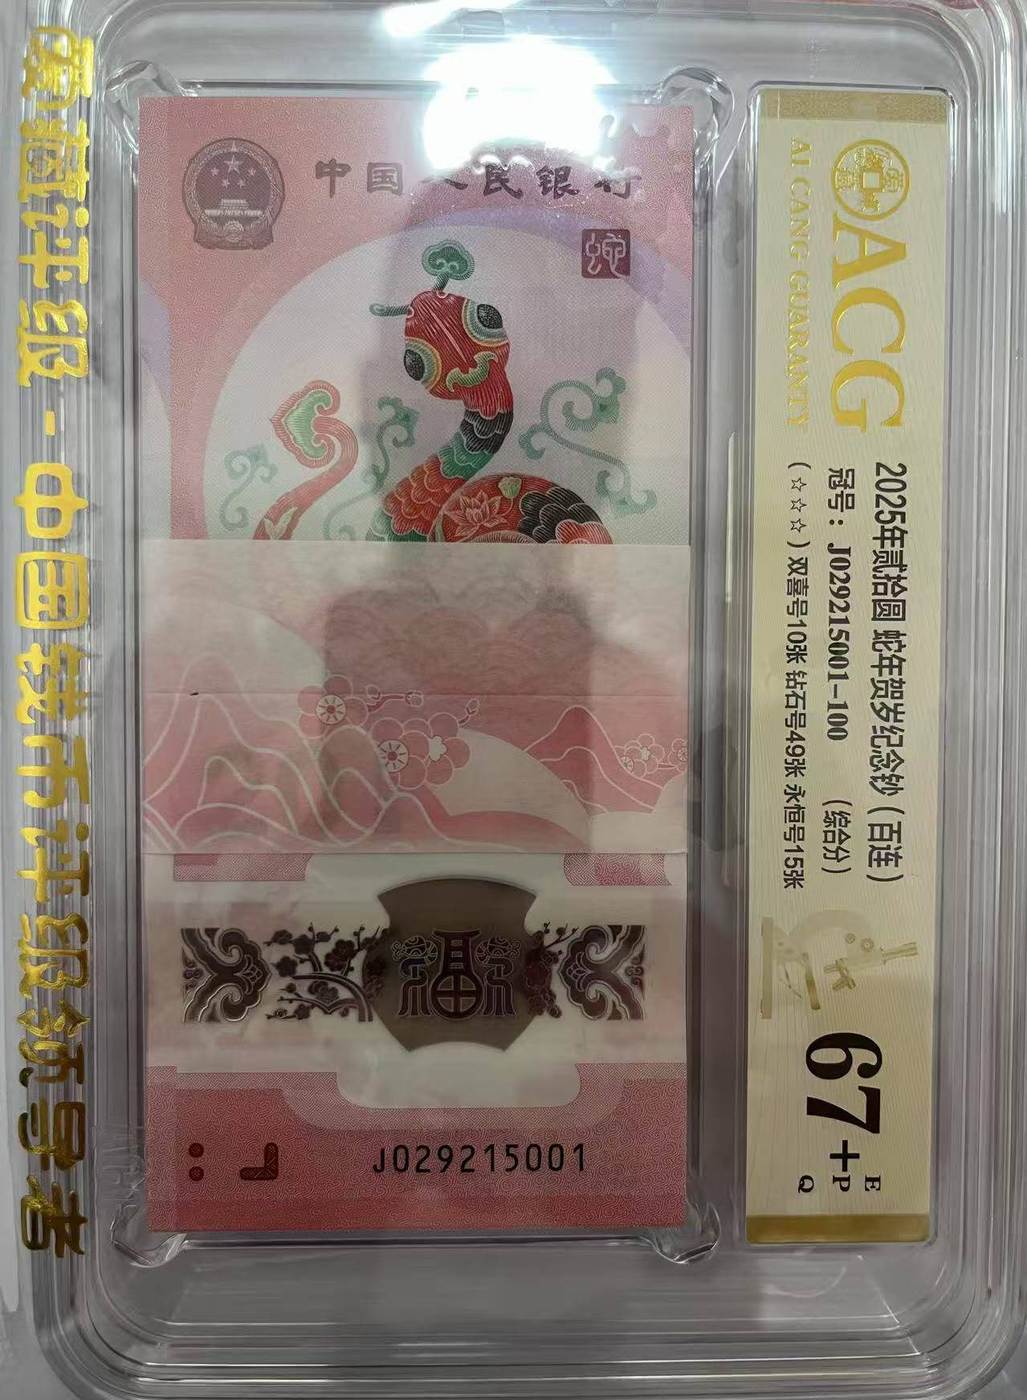 爱藏评级-中国钱币评级领导者
中国人民银行
蛇
福
J029215001
ACG
AI CANG GUARANTY
2025年贰拾圆 蛇年贺岁纪念钞（百连）
冠号：J029215001-100 （综合分）
（☆☆☆）双喜号10张 钻石号49张 永恒号15张
67+
E
P
Q